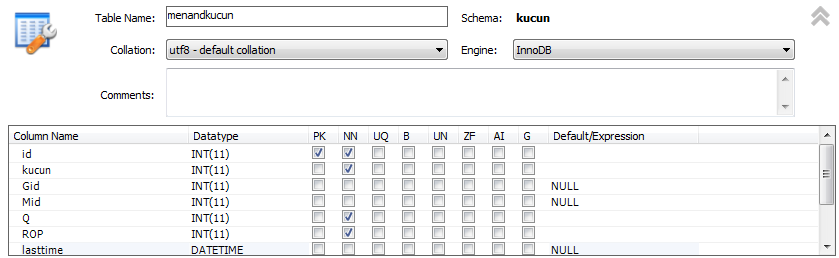 Table Name: menandkucun Schema: kucun
Collation: utf8 - default collation Engine: InnoDB
Comments:
Column Name Datatype PK NN UQ B UN ZF AI G Default/Expression
id INT(11)
kucun INT(11)
Gid INT(11) NULL
Mid INT(11) NULL
Q INT(11)
ROP INT(11)
lasttime DATETIME NULL